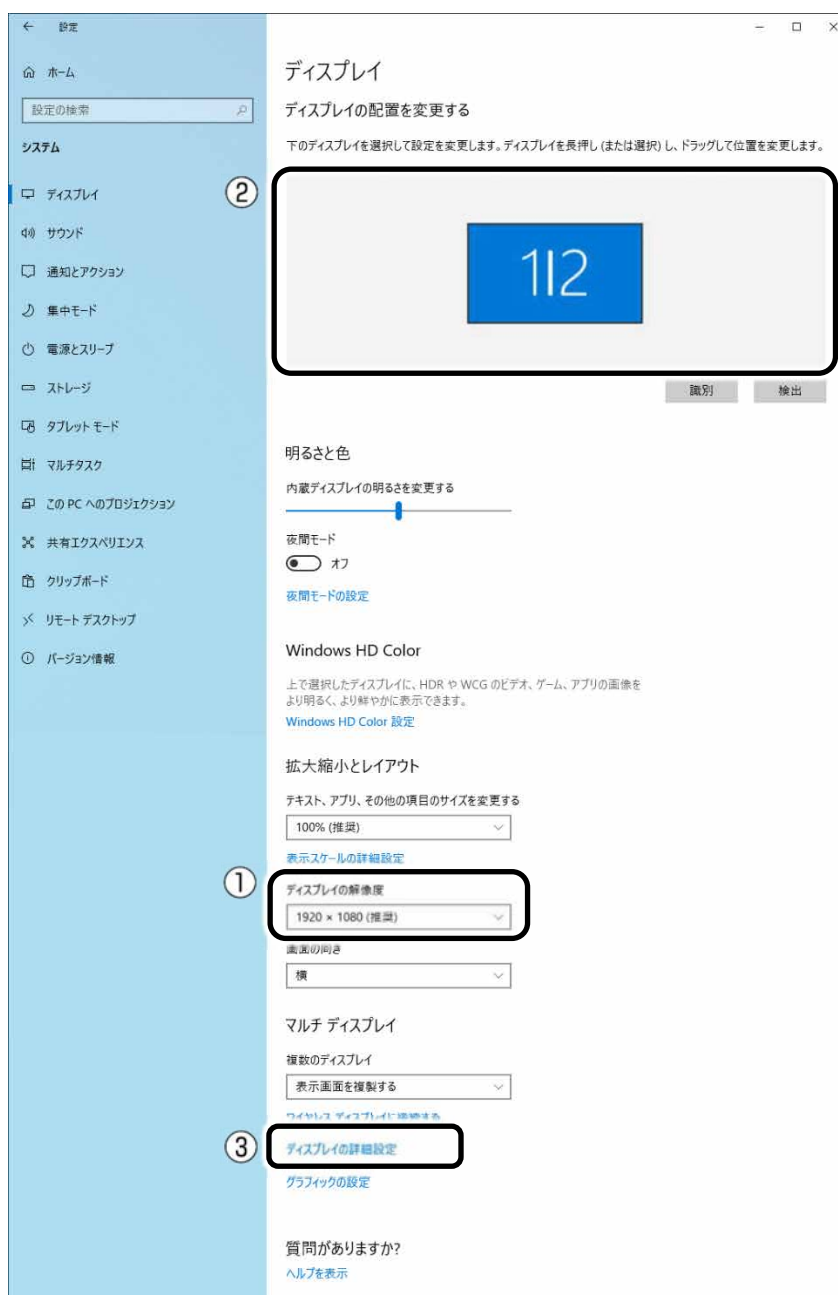 設定
ホーム
設定の検索
システム
ディスプレイ
サウンド
通知とアクション
集中モード
電源とスリープ
ストレージ
タブレット モード
マルチタスク
この PC へのプロジェクション
共有エクスペリエンス
クリップボード
リモート デスクトップ
バージョン情報
ディスプレイ
ディスプレイの配置を変更する
下のディスプレイを選択して設定を変更します。ディスプレイを長押し (または選択) し、ドラッグして位置を変更します。
②
1|2
識別
検出
明るさと色
内蔵ディスプレイの明るさを変更する
夜間モード
オフ
夜間モードの設定
Windows HD Color
上で選択したディスプレイに、HDR や WCG のビデオ、ゲーム、アプリの画像を
より明るく、より鮮やかに表示できます。
Windows HD Color 設定
拡大縮小とレイアウト
テキスト、アプリ、その他の項目のサイズを変更する
100% (推奨)
表示スケールの詳細設定
①
ディスプレイの解像度
1920 × 1080 (推奨)
画面の向き
横
マルチ ディスプレイ
複数のディスプレイ
表示画面を複製する
ワイヤレス ディスプレイに接続する
③
ディスプレイの詳細設定
グラフィックの設定
質問がありますか?
ヘルプを表示